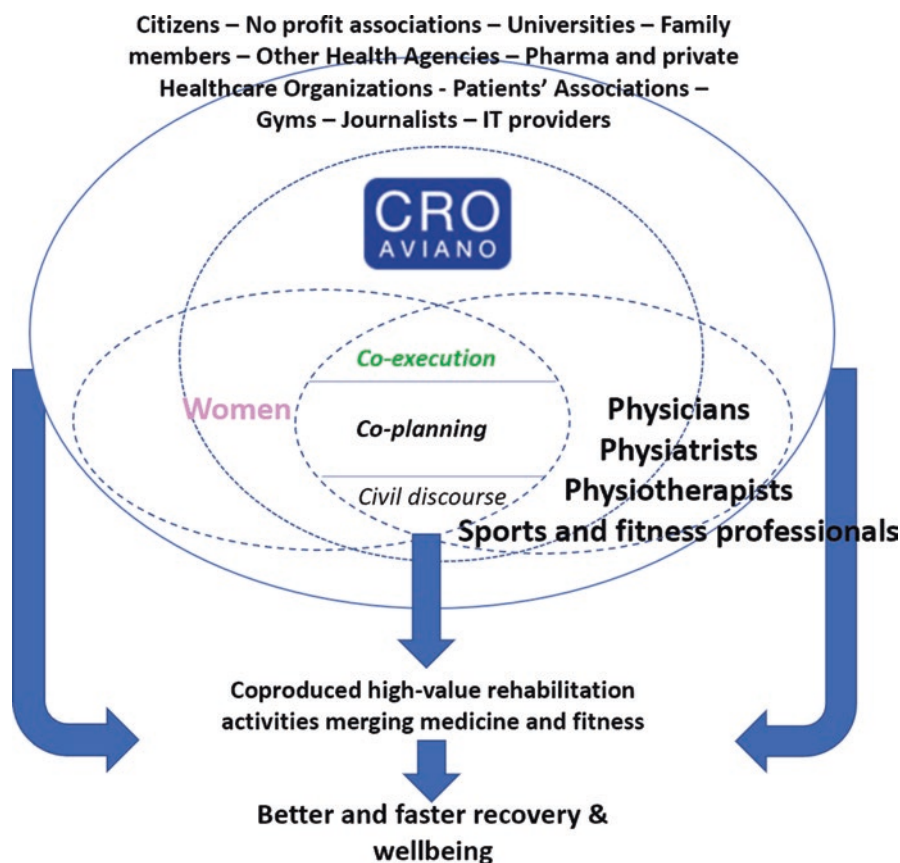 Citizens – No profit associations – Universities – Family
members – Other Health Agencies – Pharma and private
Healthcare Organizations - Patients’ Associations –
Gyms – Journalists – IT providers
CRO
AVIANO
Co-execution
Women
Co-planning
Civil discourse
Physicians
Physiatrists
Physiotherapists
Sports and fitness professionals
Coproduced high-value rehabilitation
activities merging medicine and fitness
Better and faster recovery &
wellbeing